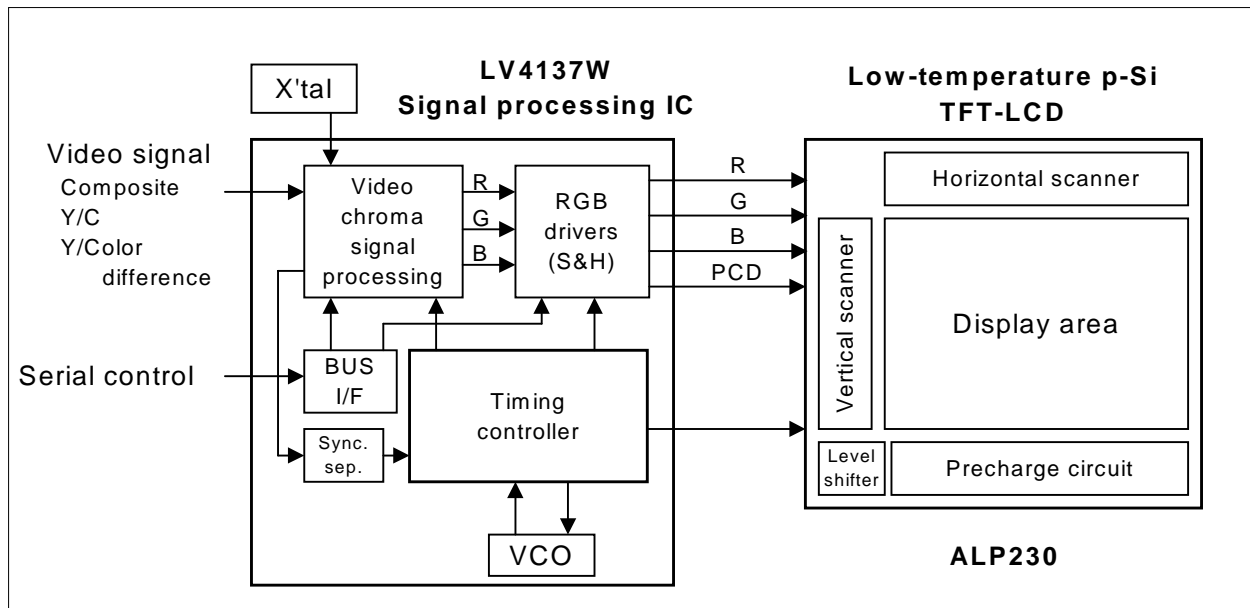 X'tal
LV4137W
Signal processing IC
Low-temperature p-Si
TFT-LCD
Video signal
Composite
Y/C
Y/Color
difference
Video
chroma
signal
processing
R
G
B
RGB
drivers
(S&H)
R
G
B
PCD
Horizontal scanner
Vertical scanner
Display area
Serial control
BUS
I/F
Timing
controller
Sync.
sep.
Level
shifter
Precharge circuit
VCO
ALP230